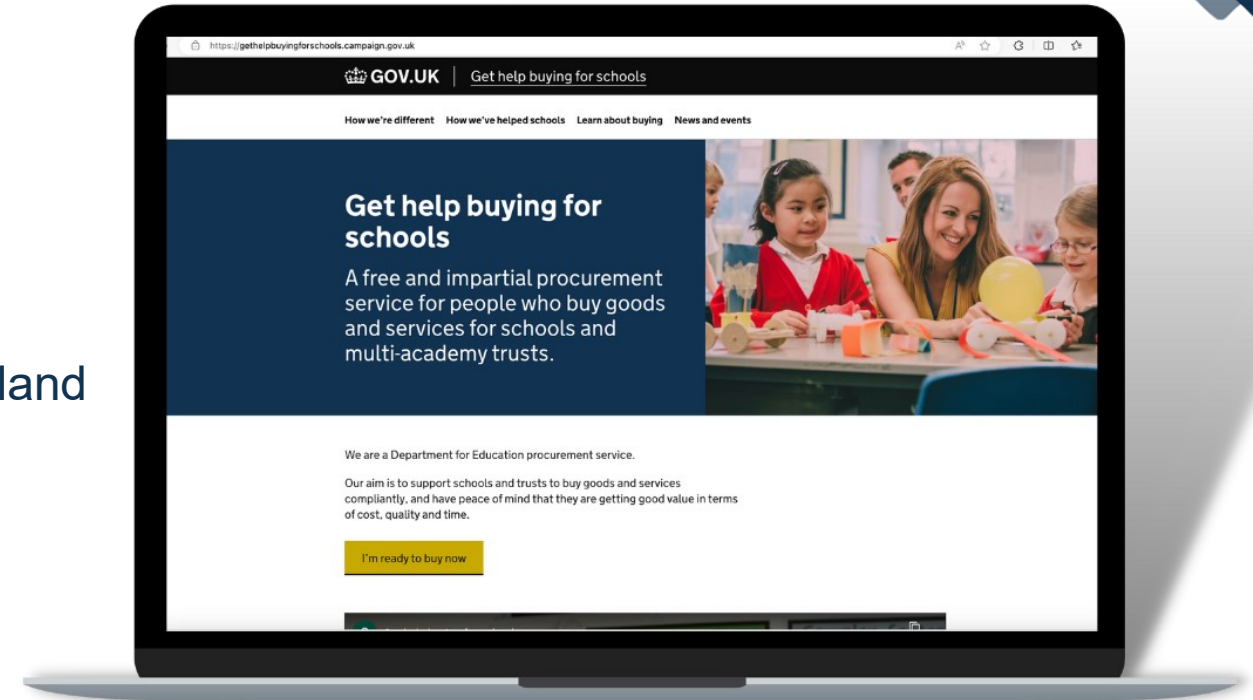 https://gethelpbuyingforschools.campaign.gov.uk
GOV.UK
Get help buying for schools
How we're different How we've helped schools Learn about buying News and events
Get help buying for
schools
A free and impartial procurement
service for people who buy goods
and services for schools and
multi-academy trusts.
land
We are a Department for Education procurement service.
Our aim is to support schools and trusts to buy goods and services
compliantly, and have peace of mind that they are getting good value in terms
of cost, quality and time.
I'm ready to buy now